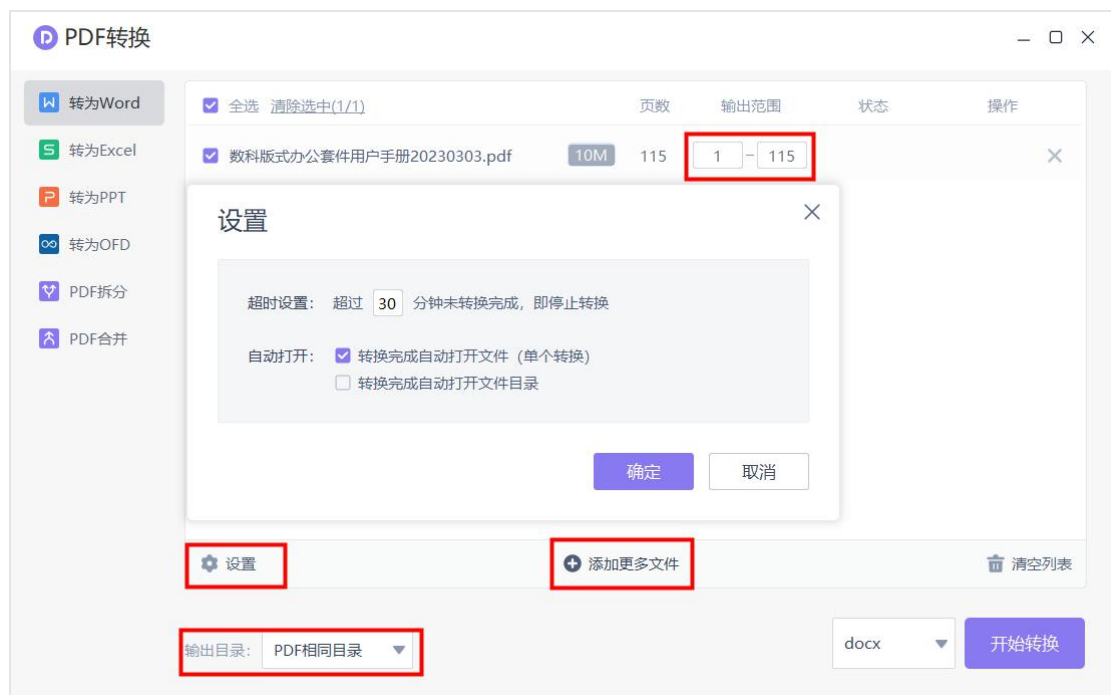 PDF转换
转为Word
转为Excel
转为PPT
转为OFD
PDF拆分
PDF合并
全选 清除选中(1/1) 页数 输出范围 状态 操作
数科版式办公套件用户手册20230303.pdf 10M 115 1 - 115
设置
超时设置： 超过 30 分钟未转换完成，即停止转换
自动打开： 转换完成自动打开文件（单个转换）
转换完成自动打开文件目录
确定 取消
设置 添加更多文件 清空列表
输出目录： PDF相同目录 docx 开始转换